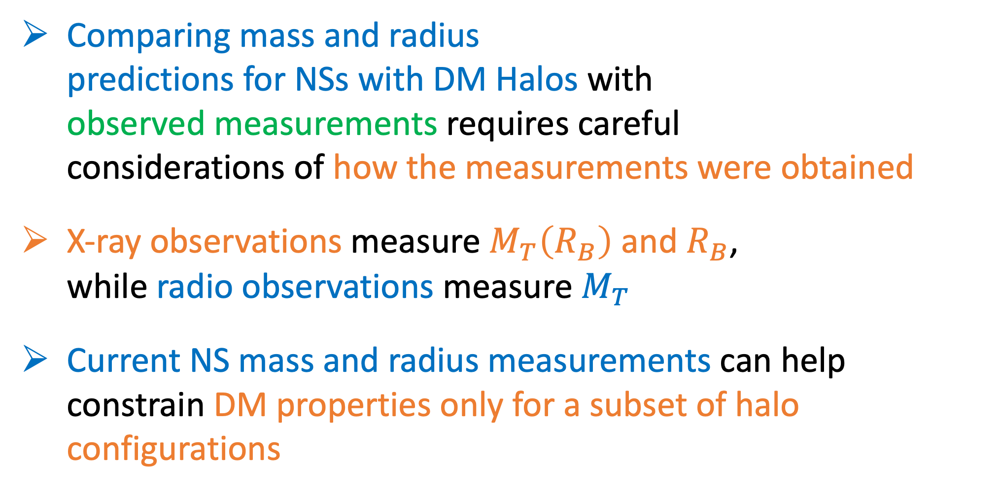 Comparing mass and radius
predictions for NSs with DM Halos with
observed measurements requires careful
considerations of how the measurements were obtained
X-ray observations measure M_T(R_B) and R_B,
while radio observations measure M_T
Current NS mass and radius measurements can help
constrain DM properties only for a subset of halo
configurations